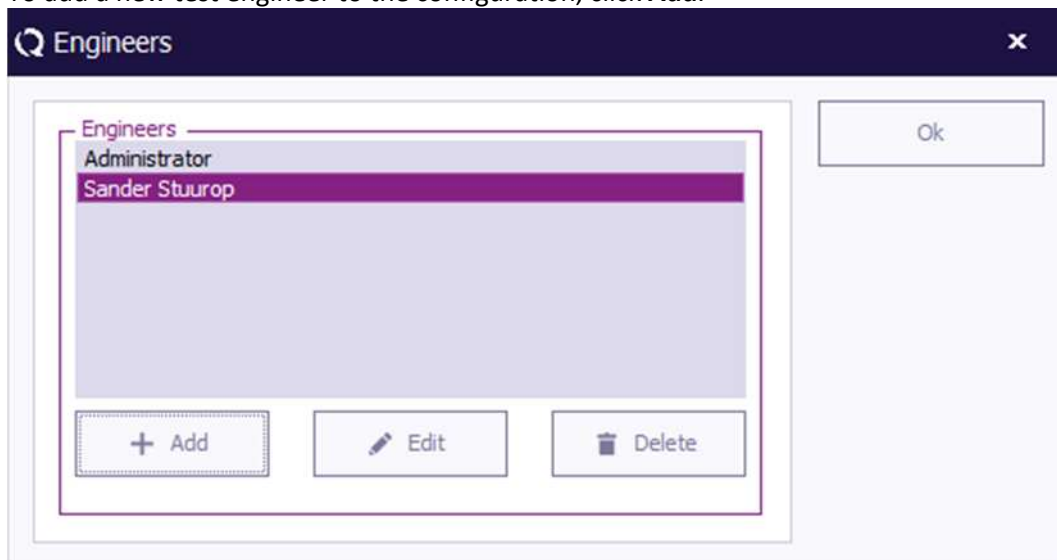 To add a new test engineer to the configuration, click Add.
Engineers
Engineers
Ok
Administrator
Sander Stuurop
Add
Edit
Delete